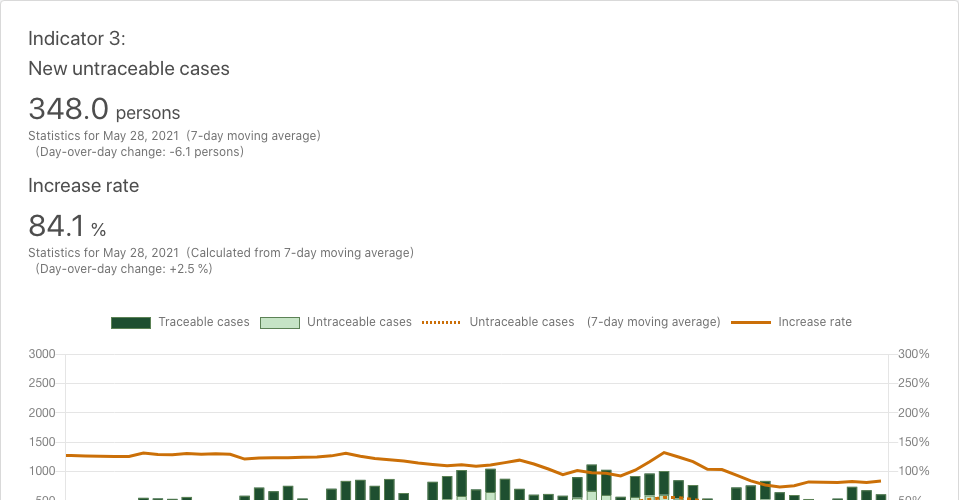 Indicator 3:
New untraceable cases
348.0 persons
Statistics for May 28, 2021 (7-day moving average)
(Day-over-day change: -6.1 persons)
Increase rate
84.1 %
Statistics for May 28, 2021 (Calculated from 7-day moving average)
(Day-over-day change: +2.5 %)
Traceable cases Untraceable cases Untraceable cases (7-day moving average) Increase rate
3000 300%
2500 250%
2000 200%
1500 150%
1000 100%
500 50%